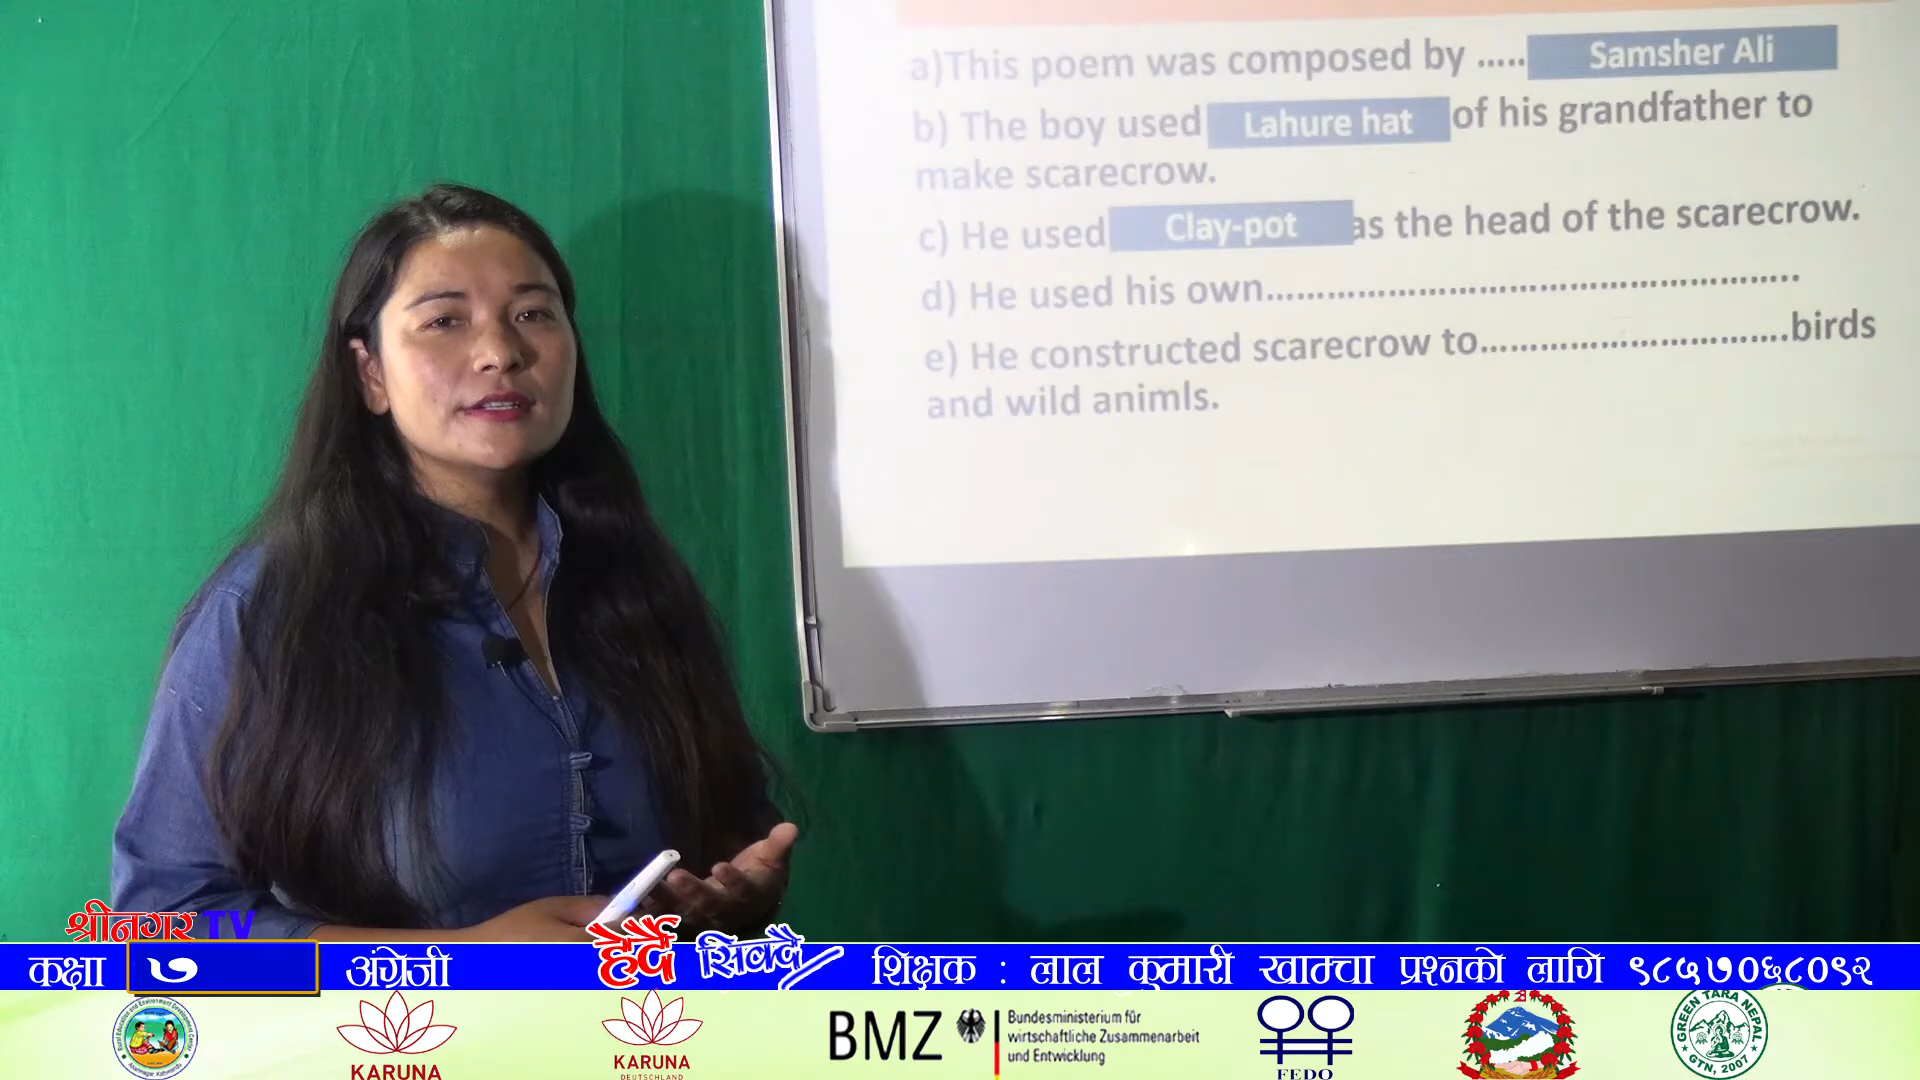 a)This poem was composed by ..... Samsher Ali
b) The boy used Lahure hat of his grandfather to
make scarecrow.
c) He used Clay-pot as the head of the scarecrow.
d) He used his own......................................................
e) He constructed scarecrow to...............................birds
and wild animls.
श्रीनगर TV
हेर्दै सिक्दै
कक्षा ७ अंग्रेजी शिक्षक : लाल कुमारी खाम्चा प्रश्नको लागि ९८५७०६८०९२
KARUNA
KARUNA
DEUTSCHLAND
BMZ
Bundesministerium für
wirtschaftliche Zusammenarbeit
und Entwicklung
FEDO
GREEN TARA NEPAL
GTN, 2007